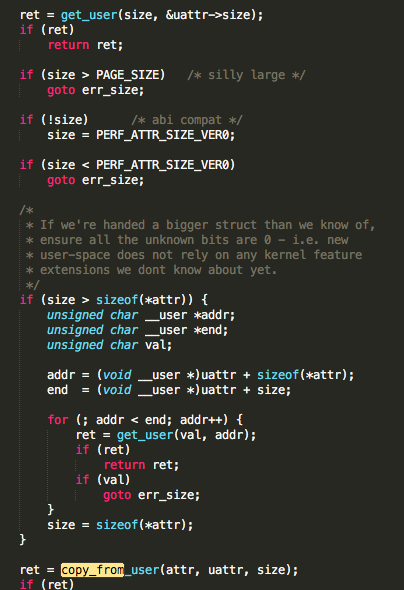 ret = get_user(size, &uattr->size);
if (ret)
return ret;
if (size > PAGE_SIZE) /* silly large */
goto err_size;
if (!size) /* abi compat */
size = PERF_ATTR_SIZE_VER0;
if (size < PERF_ATTR_SIZE_VER0)
goto err_size;
/*
* If we're handed a bigger struct than we know of,
* ensure all the unknown bits are 0 - i.e. new
* user-space does not rely on any kernel feature
* extensions we dont know about yet.
*/
if (size > sizeof(*attr)) {
unsigned char __user *addr;
unsigned char __user *end;
unsigned char val;
addr = (void __user *)uattr + sizeof(*attr);
end = (void __user *)uattr + size;
for (; addr < end; addr++) {
ret = get_user(val, addr);
if (ret)
return ret;
if (val)
goto err_size;
}
size = sizeof(*attr);
}
ret = copy_from_user(attr, uattr, size);
if (ret)